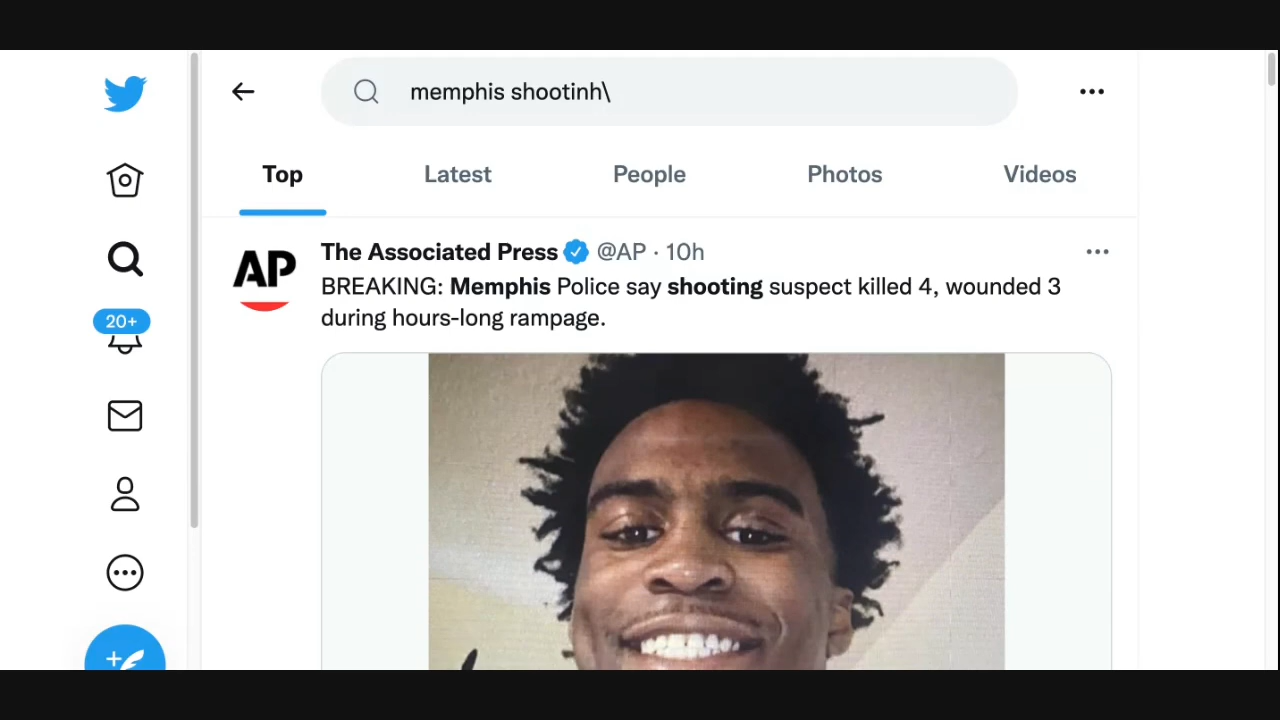 memphis shootinh\
Top Latest People Photos Videos
AP The Associated Press @AP · 10h
BREAKING: Memphis Police say shooting suspect killed 4, wounded 3
during hours-long rampage.
20+